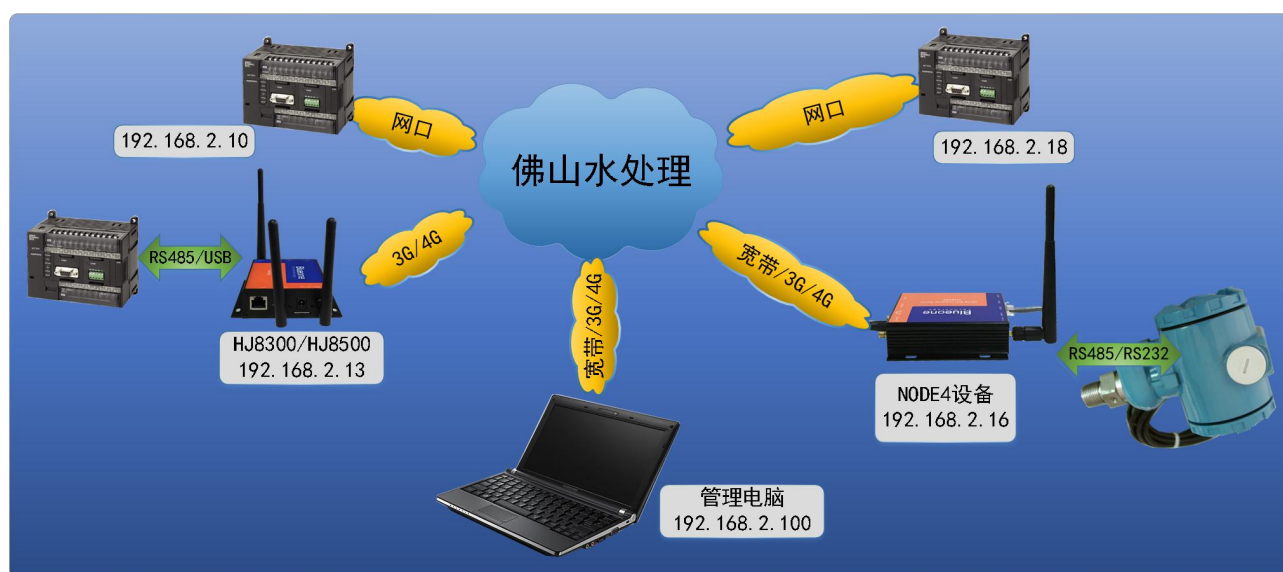 网口
网口
192.168.2.10
192.168.2.18
佛山水处理
RS485/USB
3G/4G
宽带/3G/4G
Blueone
HJ8300/HJ8500
192.168.2.13
宽带/3G/4G
Blueone
RS485/RS232
NODE4设备
192.168.2.16
管理电脑
192.168.2.100